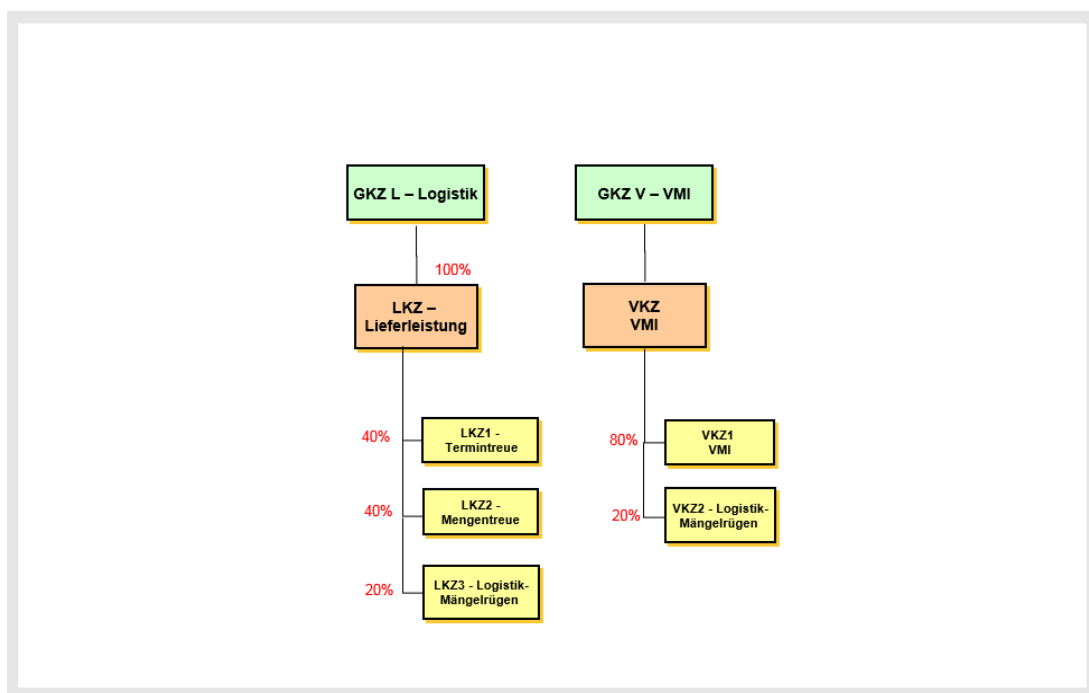 GKZ L – Logistik
GKZ V – VMI
100%
LKZ –
Lieferleistung
VKZ
VMI
40%
LKZ1 -
Termintreue
80%
VKZ1
VMI
40%
LKZ2 -
Mengentreue
20%
VKZ2 - Logistik-
Mängelrügen
20%
LKZ3 - Logistik-
Mängelrügen